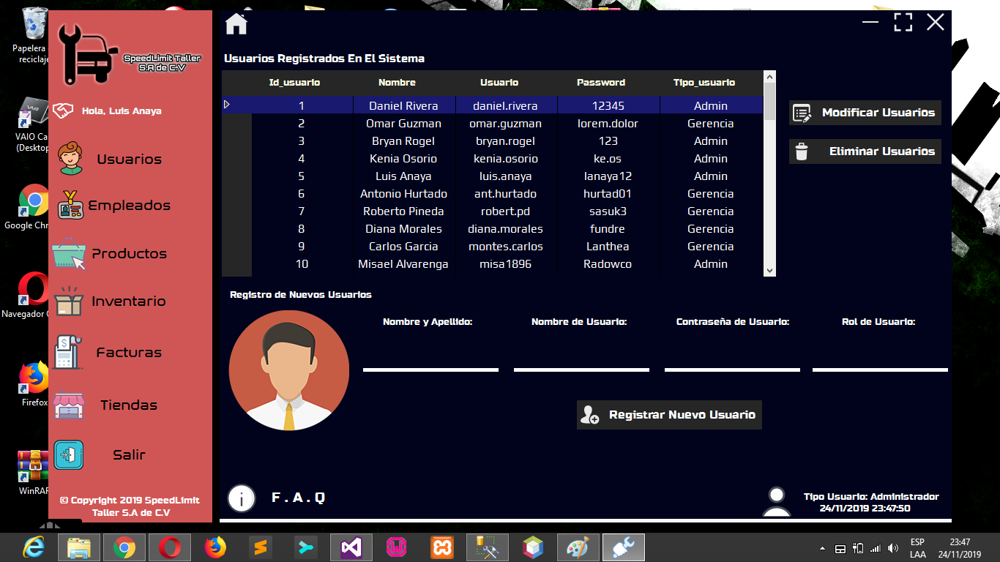 Papelera
reciclaje
VAIO Ca
(Desktop
Google Chr
Navegador
Firefox
WinRAR
SpeedLimit Taller
S.A de C.V
Hola, Luis Anaya
Usuarios
Empleados
Productos
Inventario
Facturas
Tiendas
Salir
© Copyright 2019 SpeedLimit
Taller S.A de C.V
Usuarios Registrados En El Sistema
Id_usuario Nombre Usuario Password Tipo_usuario
1 Daniel Rivera daniel.rivera 12345 Admin
2 Omar Guzman omar.guzman lorem.dolor Gerencia
3 Bryan Rogel bryan.rogel 123 Admin
4 Kenia Osorio kenia.osorio ke.os Admin
5 Luis Anaya luis.anaya lanaya12 Admin
6 Antonio Hurtado ant.hurtado hurtad01 Gerencia
7 Roberto Pineda robert.pd sasuk3 Gerencia
8 Diana Morales diana.morales fundre Gerencia
9 Carlos Garcia montes.carlos Lanthea Gerencia
10 Misael Alvarenga misa1896 Radowco Admin
Modificar Usuarios
Eliminar Usuarios
Registro de Nuevos Usuarios
Nombre y Apellido: Nombre de Usuario: Contraseña de Usuario: Rol de Usuario:
Registrar Nuevo Usuario
F . A . Q
Tipo Usuario: Administrador
24/11/2019 23:47:50
ESP 23:47
LAA 24/11/2019